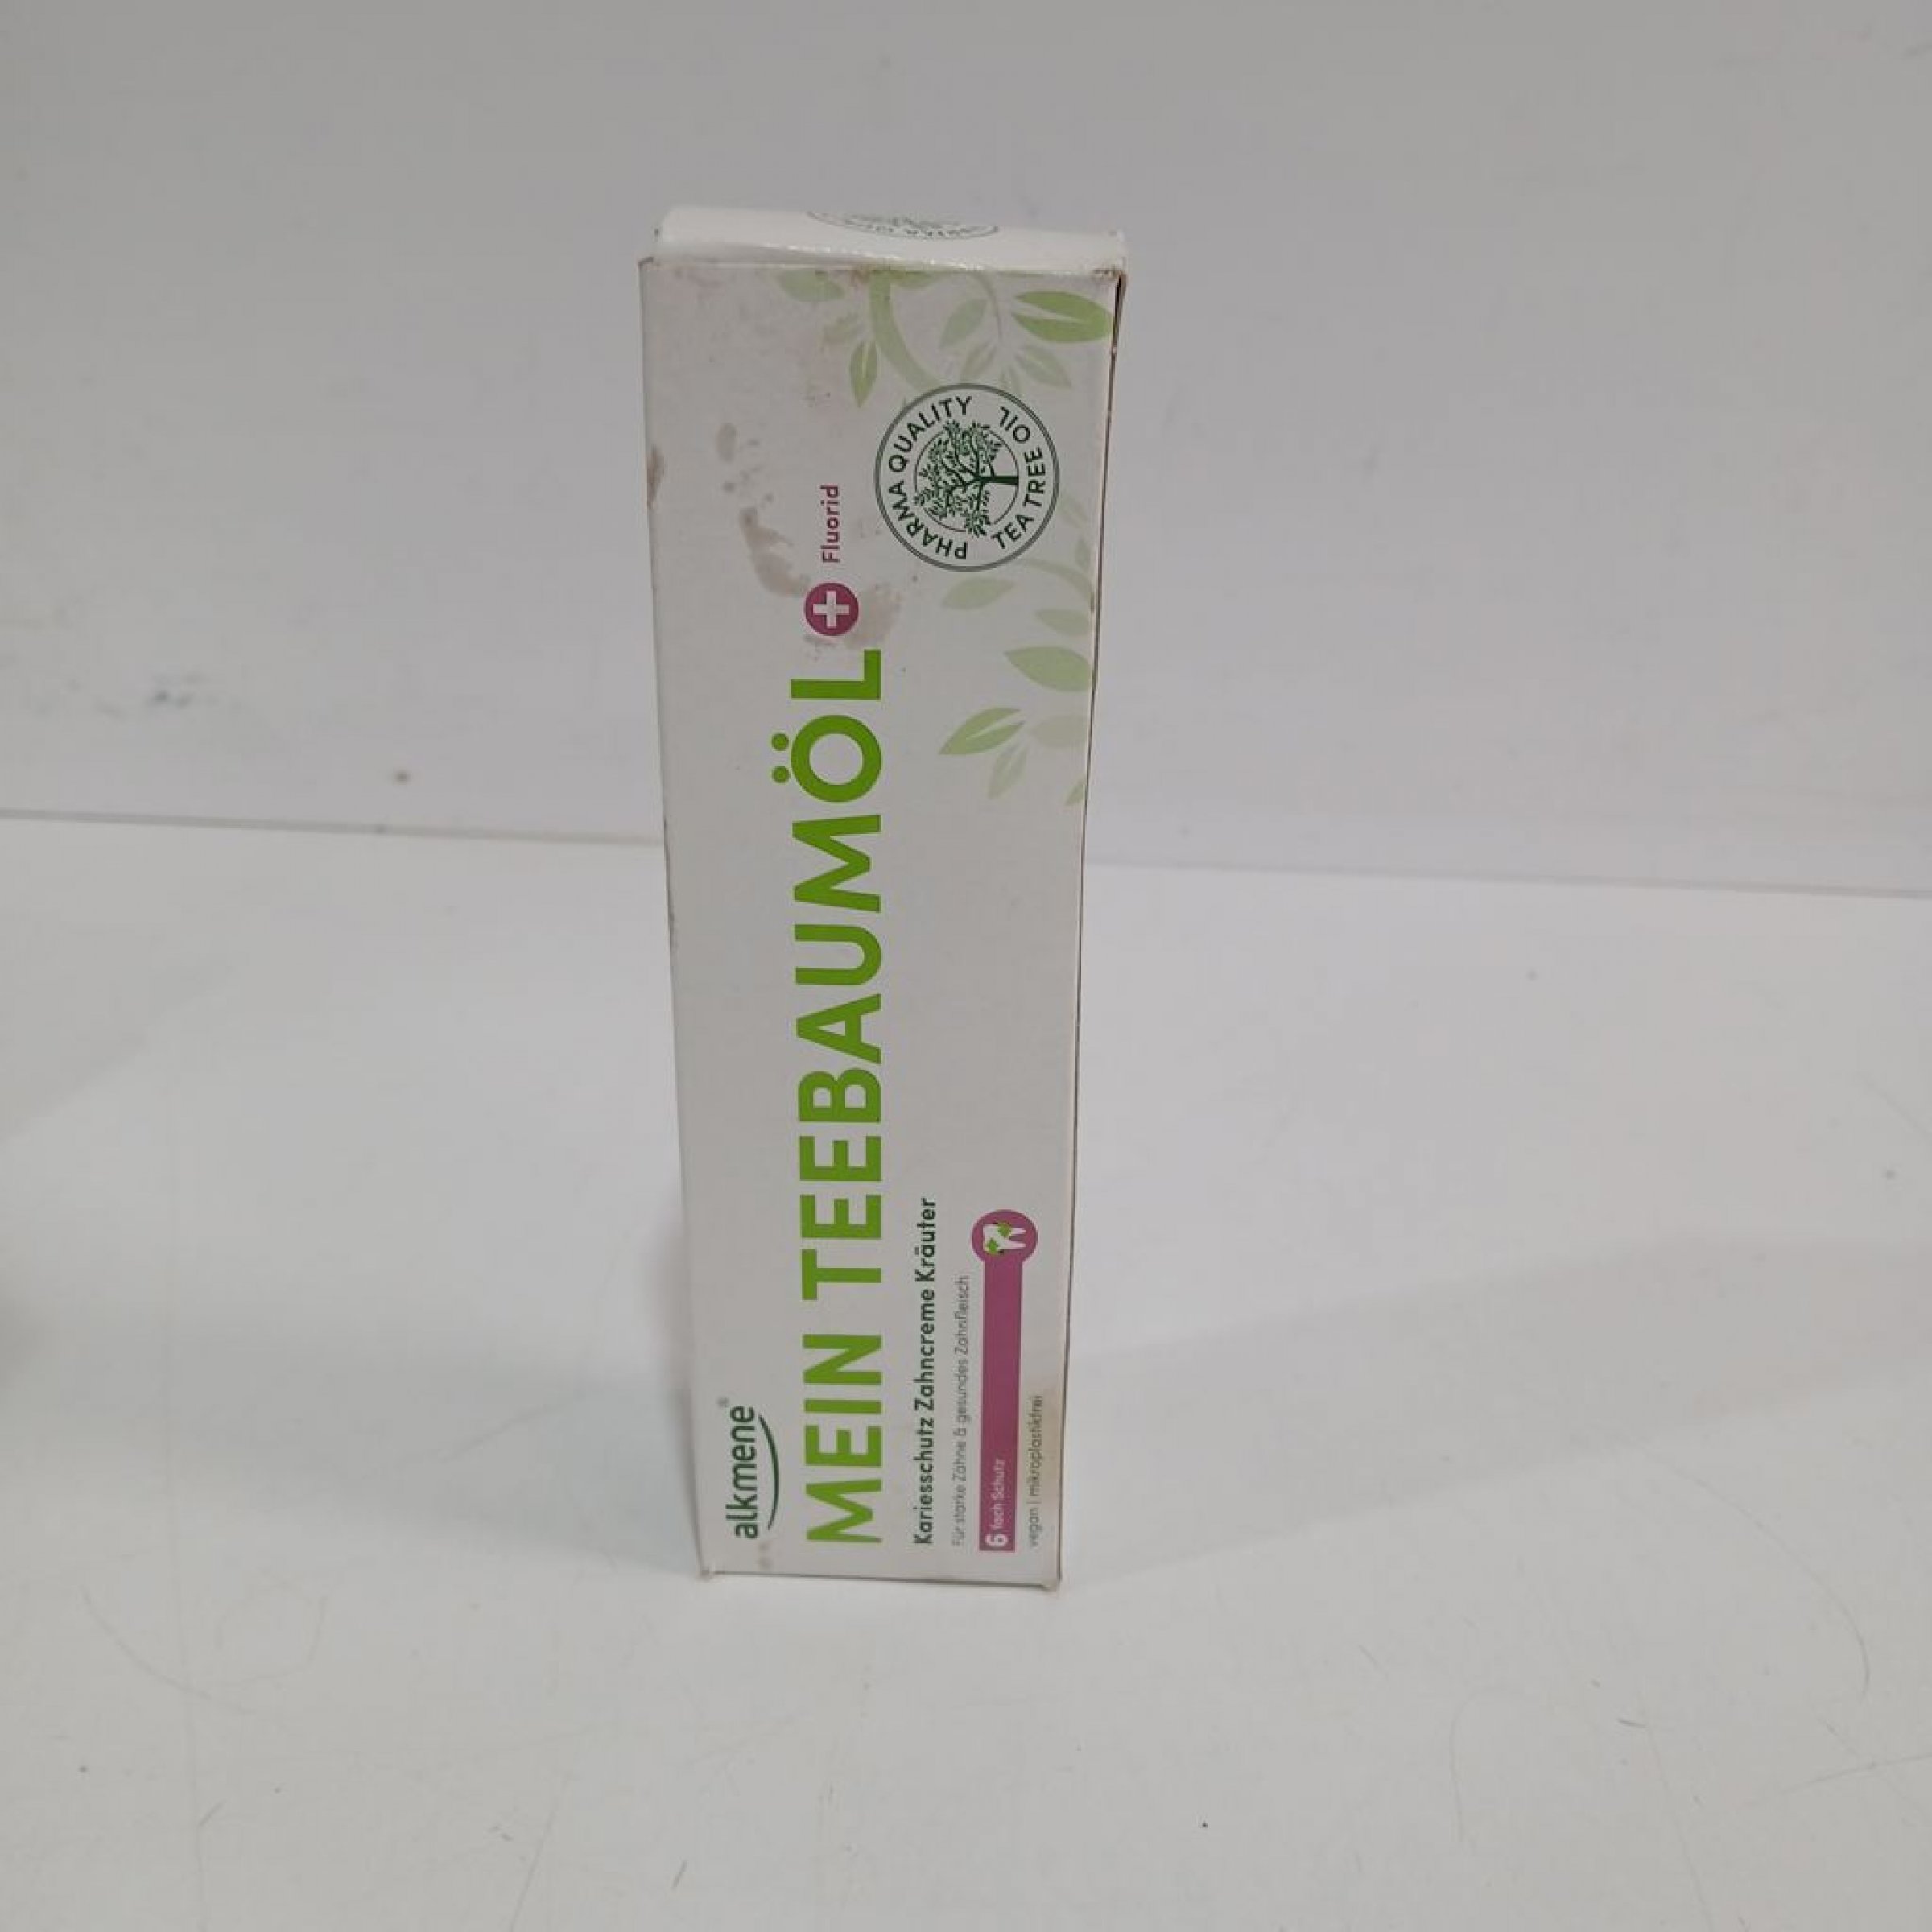 alkmene®
MEIN TEEBAUMÖL + Fluorid
Kariesschutz Zahncreme Kräuter
Für starke Zähne & gesundes Zahnfleisch
6 fach Schutz
vegan | mikroplastikfrei
PHARMA QUALITY
TEA TREE OIL